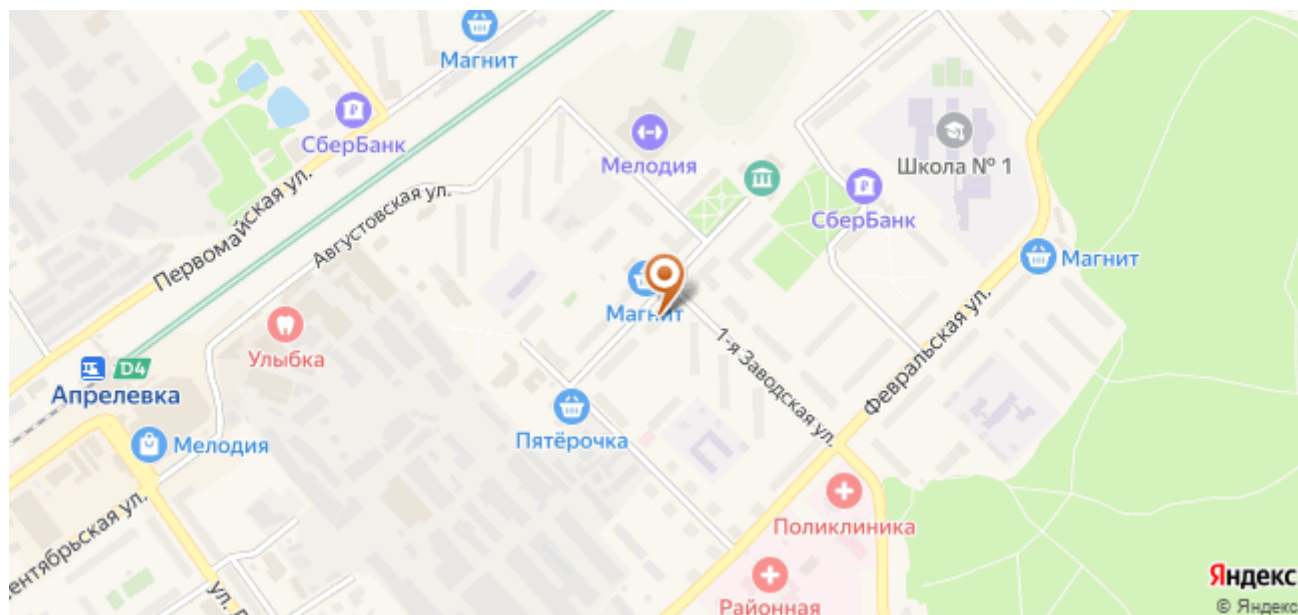 Магнит
₽
СберБанк
Мелодия
Школа № 1
₽
СберБанк
Первомайская ул.
Августовская ул.
Магнит
Магнит
Улыбка
1-я Заводская ул.
Февральская ул.
D4
Апрелевка
Пятёрочка
Мелодия
Поликлиника
ентябрьская ул.
Районная
Яндекс
© Яндекс